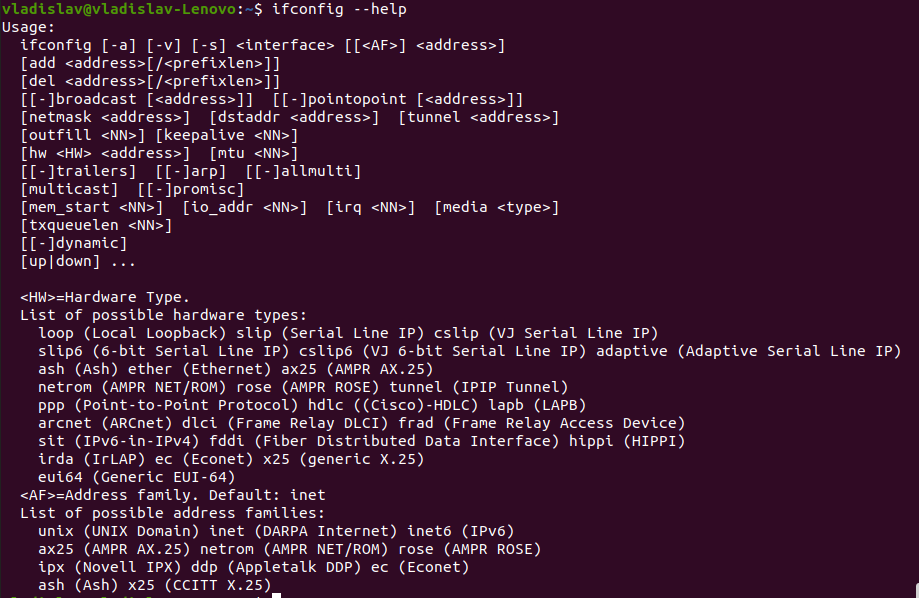 vladislav@vladislav-Lenovo:~$ ifconfig --help
Usage:
  ifconfig [-a] [-v] [-s] <interface> [[<AF>] <address>]
  [add <address>[/<prefixlen>]]
  [del <address>[/<prefixlen>]]
  [[-]broadcast [<address>]]  [[-]pointopoint [<address>]]
  [netmask <address>]  [dstaddr <address>]  [tunnel <address>]
  [outfill <NN>] [keepalive <NN>]
  [hw <HW> <address>]  [mtu <NN>]
  [[-]trailers]  [[-]arp]  [[-]allmulti]
  [multicast]  [[-]promisc]
  [mem_start <NN>]  [io_addr <NN>]  [irq <NN>]  [media <type>]
  [txqueuelen <NN>]
  [[-]dynamic]
  [up|down] ...

  <HW>=Hardware Type.
  List of possible hardware types:
    loop (Local Loopback) slip (Serial Line IP) cslip (VJ Serial Line IP)
    slip6 (6-bit Serial Line IP) cslip6 (VJ 6-bit Serial Line IP) adaptive (Adaptive Serial Line IP)
    ash (Ash) ether (Ethernet) ax25 (AMPR AX.25)
    netrom (AMPR NET/ROM) rose (AMPR ROSE) tunnel (IPIP Tunnel)
    ppp (Point-to-Point Protocol) hdlc ((Cisco)-HDLC) lapb (LAPB)
    arcnet (ARCnet) dlci (Frame Relay DLCI) frad (Frame Relay Access Device)
    sit (IPv6-in-IPv4) fddi (Fiber Distributed Data Interface) hippi (HIPPI)
    irda (IrLAP) ec (Econet) x25 (generic X.25)
    eui64 (Generic EUI-64)
  <AF>=Address family. Default: inet
  List of possible address families:
    unix (UNIX Domain) inet (DARPA Internet) inet6 (IPv6)
    ax25 (AMPR AX.25) netrom (AMPR NET/ROM) rose (AMPR ROSE)
    ipx (Novell IPX) ddp (Appletalk DDP) ec (Econet)
    ash (Ash) x25 (CCITT X.25)